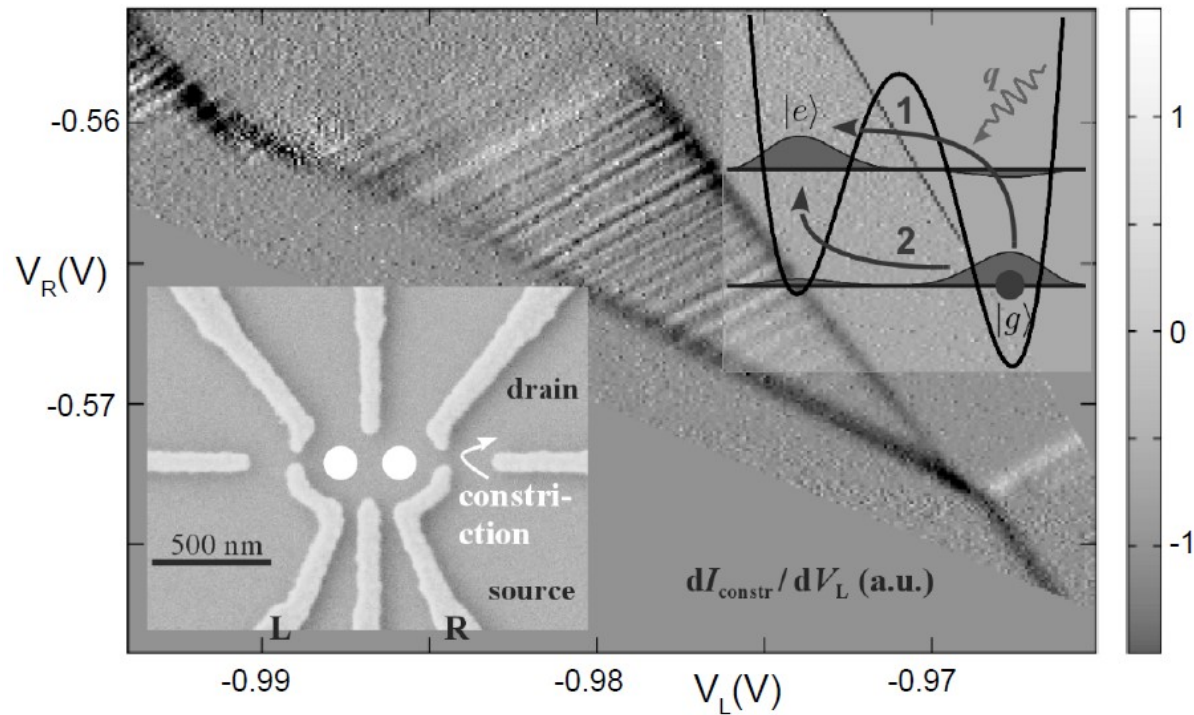 -0.56
V_R(V)
-0.57
|e⟩
1
q
2
|g⟩
1
0
-1
drain
constri-
ction
500 nm
source
L
R
dI_constr / dV_L (a.u.)
-0.99
-0.98
-0.97
V_L(V)